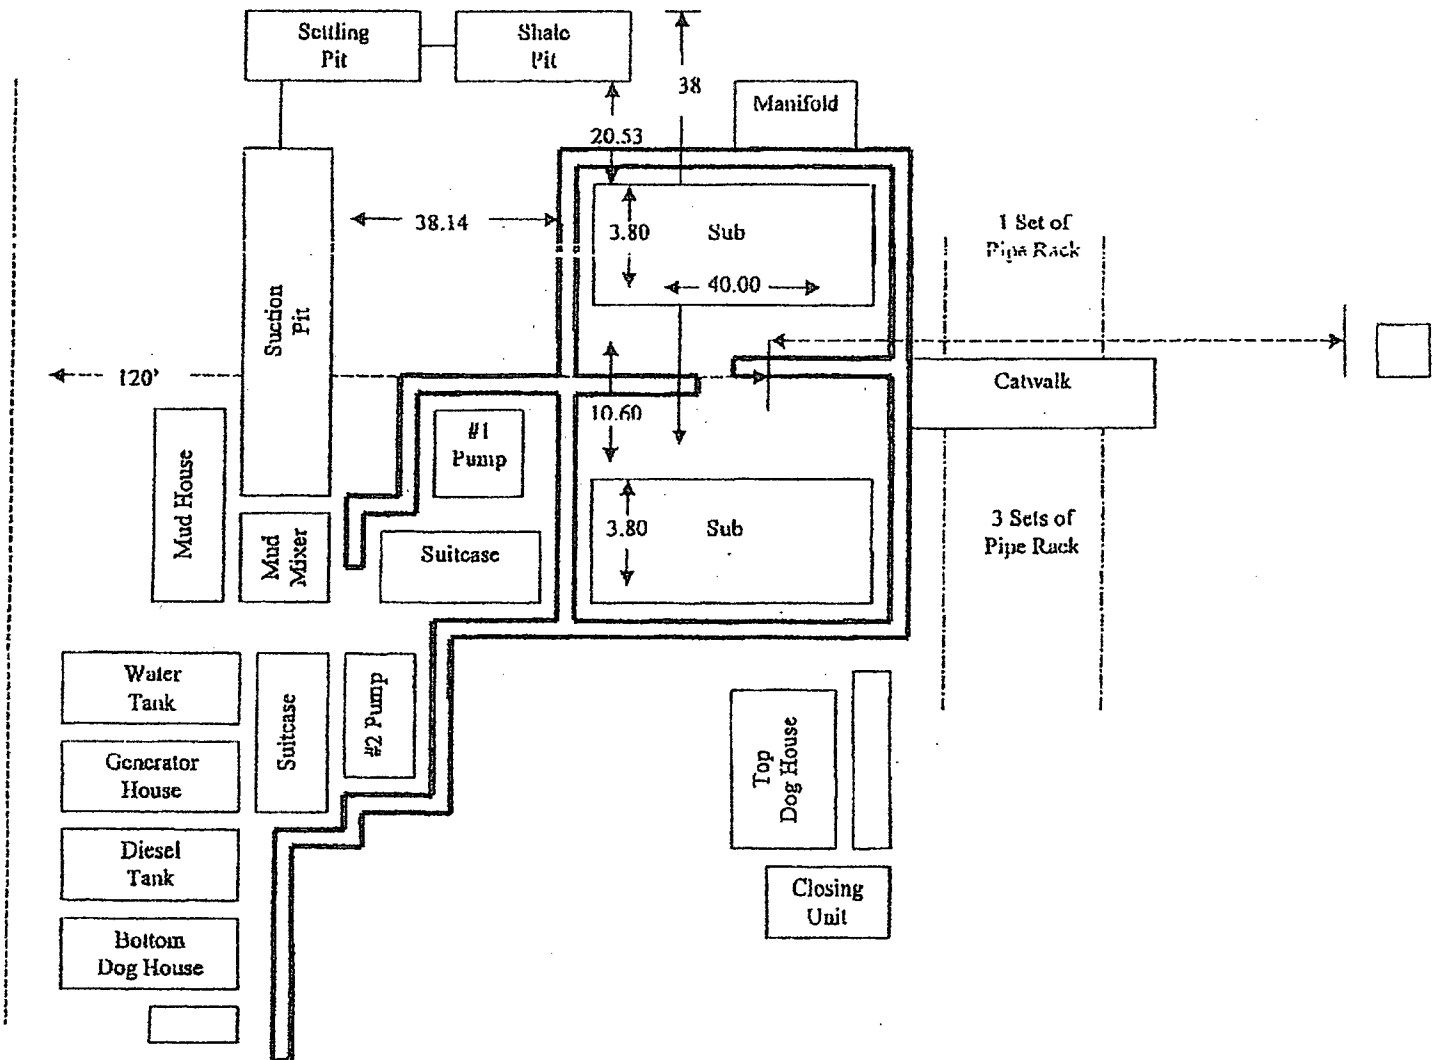 Settling
Pit
Shale
Pit
38
Manifold
20.53
38.14
3.80
Sub
1 Set of
Pipe Rack
40.00
Suction
Pit
120'
Catwalk
10.60
#1
Pump
Mud House
Mud
Mixer
Suitcase
3.80
Sub
3 Sets of
Pipe Rack
Water
Tank
Suitcase
#2 Pump
Generator
House
Top
Dog House
Diesel
Tank
Closing
Unit
Bottom
Dog House